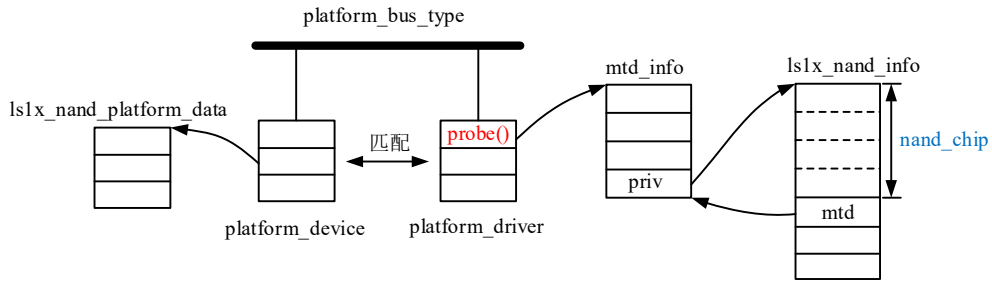 platform_bus_type
mtd_info
ls1x_nand_info
ls1x_nand_platform_data
probe()
匹配
nand_chip
priv
mtd
platform_device
platform_driver